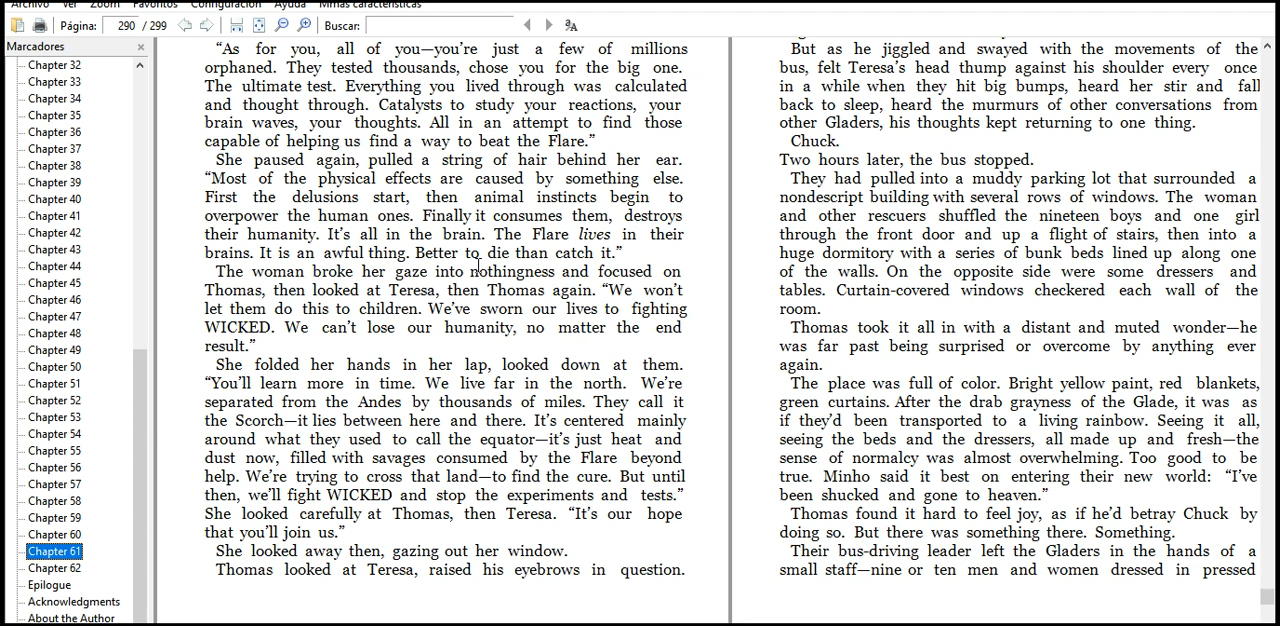 Archivo Ver Zoom Favoritos Configuración Ayuda Mimas características
Página: 290 / 299 Buscar:
Marcadores
Chapter 32
Chapter 33
Chapter 34
Chapter 35
Chapter 36
Chapter 37
Chapter 38
Chapter 39
Chapter 40
Chapter 41
Chapter 42
Chapter 43
Chapter 44
Chapter 45
Chapter 46
Chapter 47
Chapter 48
Chapter 49
Chapter 50
Chapter 51
Chapter 52
Chapter 53
Chapter 54
Chapter 55
Chapter 56
Chapter 57
Chapter 58
Chapter 59
Chapter 60
Chapter 61
Chapter 62
Epilogue
Acknowledgments
About the Author
“As for you, all of you—you’re just a few of millions
orphaned. They tested thousands, chose you for the big one.
The ultimate test. Everything you lived through was calculated
and thought through. Catalysts to study your reactions, your
brain waves, your thoughts. All in an attempt to find those
capable of helping us find a way to beat the Flare.”
She paused again, pulled a string of hair behind her ear.
“Most of the physical effects are caused by something else.
First the delusions start, then animal instincts begin to
overpower the human ones. Finally it consumes them, destroys
their humanity. It’s all in the brain. The Flare lives in their
brains. It is an awful thing. Better to die than catch it.”
The woman broke her gaze into nothingness and focused on
Thomas, then looked at Teresa, then Thomas again. “We won’t
let them do this to children. We’ve sworn our lives to fighting
WICKED. We can’t lose our humanity, no matter the end
result.”
She folded her hands in her lap, looked down at them.
“You’ll learn more in time. We live far in the north. We’re
separated from the Andes by thousands of miles. They call it
the Scorch—it lies between here and there. It’s centered mainly
around what they used to call the equator—it’s just heat and
dust now, filled with savages consumed by the Flare beyond
help. We’re trying to cross that land—to find the cure. But until
then, we’ll fight WICKED and stop the experiments and tests.”
She looked carefully at Thomas, then Teresa. “It’s our hope
that you’ll join us.”
She looked away then, gazing out her window.
Thomas looked at Teresa, raised his eyebrows in question.
But as he jiggled and swayed with the movements of the
bus, felt Teresa’s head thump against his shoulder every once
in a while when they hit big bumps, heard her stir and fall
back to sleep, heard the murmurs of other conversations from
other Gladers, his thoughts kept returning to one thing.
Chuck.
Two hours later, the bus stopped.
They had pulled into a muddy parking lot that surrounded a
nondescript building with several rows of windows. The woman
and other rescuers shuffled the nineteen boys and one girl
through the front door and up a flight of stairs, then into a
huge dormitory with a series of bunk beds lined up along one
of the walls. On the opposite side were some dressers and
tables. Curtain-covered windows checkered each wall of the
room.
Thomas took it all in with a distant and muted wonder—he
was far past being surprised or overcome by anything ever
again.
The place was full of color. Bright yellow paint, red blankets,
green curtains. After the drab grayness of the Glade, it was as
if they’d been transported to a living rainbow. Seeing it all,
seeing the beds and the dressers, all made up and fresh—the
sense of normalcy was almost overwhelming. Too good to be
true. Minho said it best on entering their new world: “I’ve
been shucked and gone to heaven.”
Thomas found it hard to feel joy, as if he’d betray Chuck by
doing so. But there was something there. Something.
Their bus-driving leader left the Gladers in the hands of a
small staff—nine or ten men and women dressed in pressed